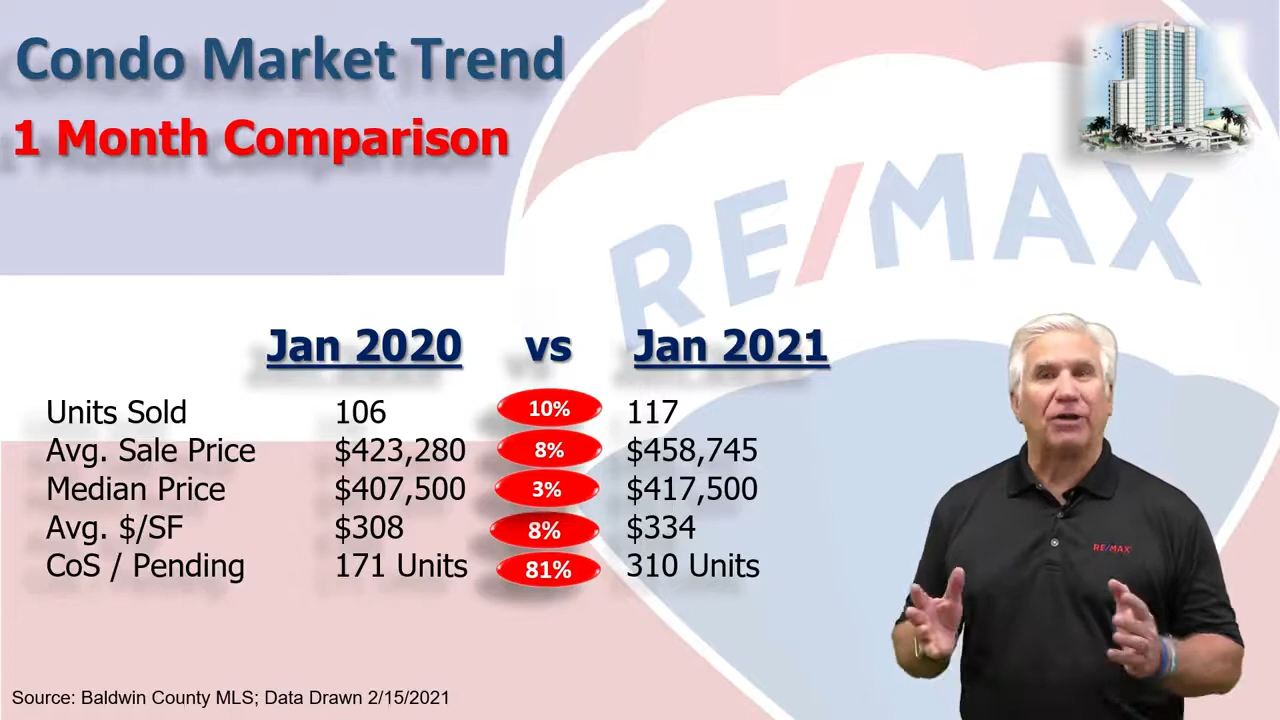 Condo Market Trend
1 Month Comparison
RE/MAX
Jan 2020 vs Jan 2021
Units Sold 106 10% 117
Avg. Sale Price $423,280 8% $458,745
Median Price $407,500 3% $417,500
Avg. $/SF $308 8% $334
RE/MAX
CoS / Pending 171 Units 81% 310 Units
Source: Baldwin County MLS; Data Drawn 2/15/2021